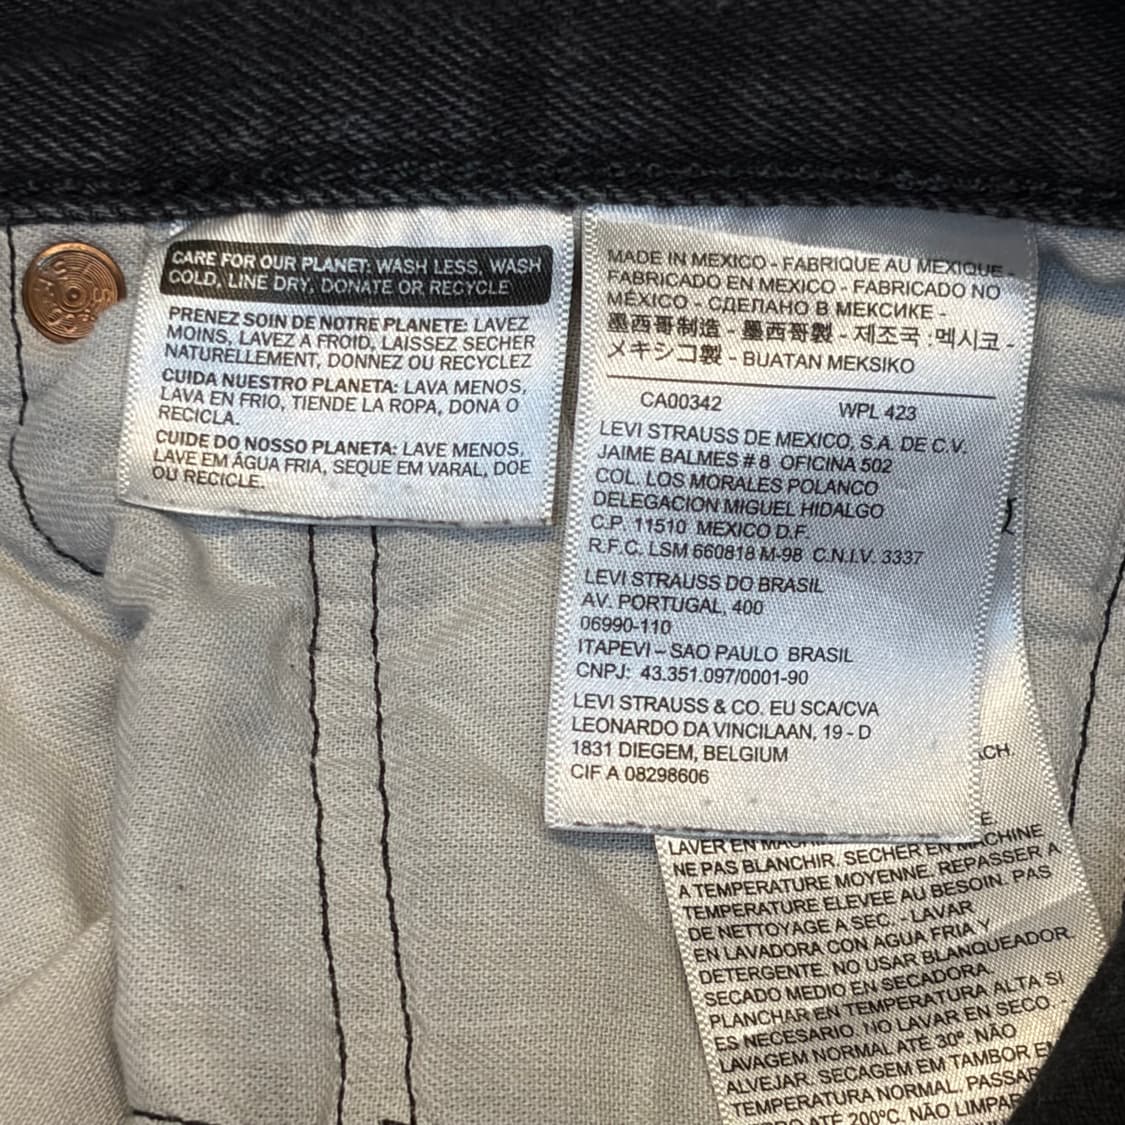 CARE FOR OUR PLANET: WASH LESS, WASH
COLD, LINE DRY, DONATE OR RECYCLE
PRENEZ SOIN DE NOTRE PLANETE: LAVEZ
MOINS, LAVEZ A FROID, LAISSEZ SECHER
NATURELLEMENT, DONNEZ OU RECYCLEZ
CUIDA NUESTRO PLANETA: LAVA MENOS,
LAVA EN FRIO, TIENDE LA ROPA, DONA O
RECICLA.
CUIDE DO NOSSO PLANETA: LAVE MENOS,
LAVE EM ÁGUA FRIA, SEQUE EM VARAL, DOE
OU RECICLE.
MADE IN MEXICO - FABRIQUE AU MEXIQUE -
FABRICADO EN MEXICO - FABRICADO NO
MÉXICO - СДЕЛАНО В МЕКСИКЕ -
墨西哥制造 - 墨西哥製 - 제조국 :멕시코 -
メキシコ製 - BUATAN MEKSIKO
CA00342 WPL 423
LEVI STRAUSS DE MEXICO, S.A. DE C.V.
JAIME BALMES # 8 OFICINA 502
COL. LOS MORALES POLANCO
DELEGACION MIGUEL HIDALGO
C.P. 11510 MEXICO D.F.
R.F.C. LSM 660818 M-98 C.N.I.V. 3337
LEVI STRAUSS DO BRASIL
AV. PORTUGAL, 400
06990-110
ITAPEVI – SAO PAULO BRASIL
CNPJ: 43.351.097/0001-90
LEVI STRAUSS & CO. EU SCA/CVA
LEONARDO DA VINCILAAN, 19 - D
1831 DIEGEM, BELGIUM
CIF A 08298606
ACH
E.
LAVER EN MACHINE
NE PAS BLANCHIR. SECHER EN MACHINE
A TEMPERATURE MOYENNE. REPASSER A
TEMPERATURE ELEVEE AU BESOIN. PAS
DE NETTOYAGE A SEC. - LAVAR
EN LAVADORA CON AGUA FRIA Y
DETERGENTE. NO USAR BLANQUEADOR.
SECADO MEDIO EN SECADORA.
PLANCHAR EN TEMPERATURA ALTA SI
ES NECESARIO. NO LAVAR EN SECO. -
LAVAGEM NORMAL ATÉ 30º. NÃO
ALVEJAR. SECAGEM EM TAMBOR EM
TEMPERATURA NORMAL. PASSAR
ATÉ 200ºC. NÃO LIMPAR